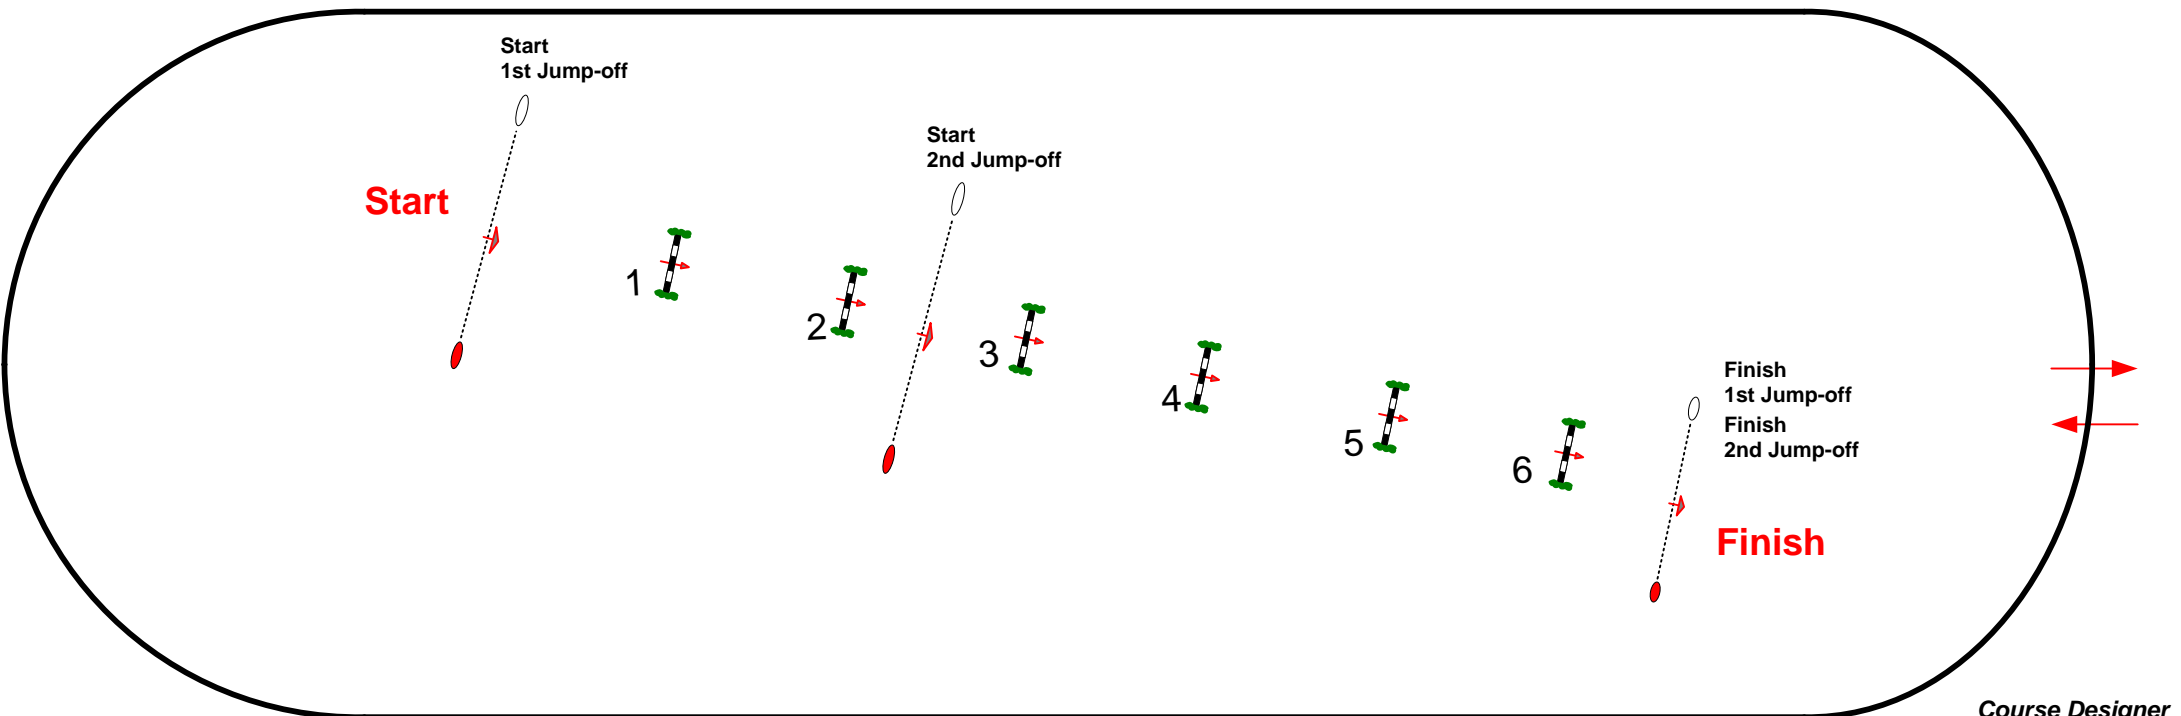 Start
1st Jump-off
Start
2nd Jump-off
Start
1
2
3
4
5
6
Finish
1st Jump-off
Finish
2nd Jump-off
Finish
Course Designer